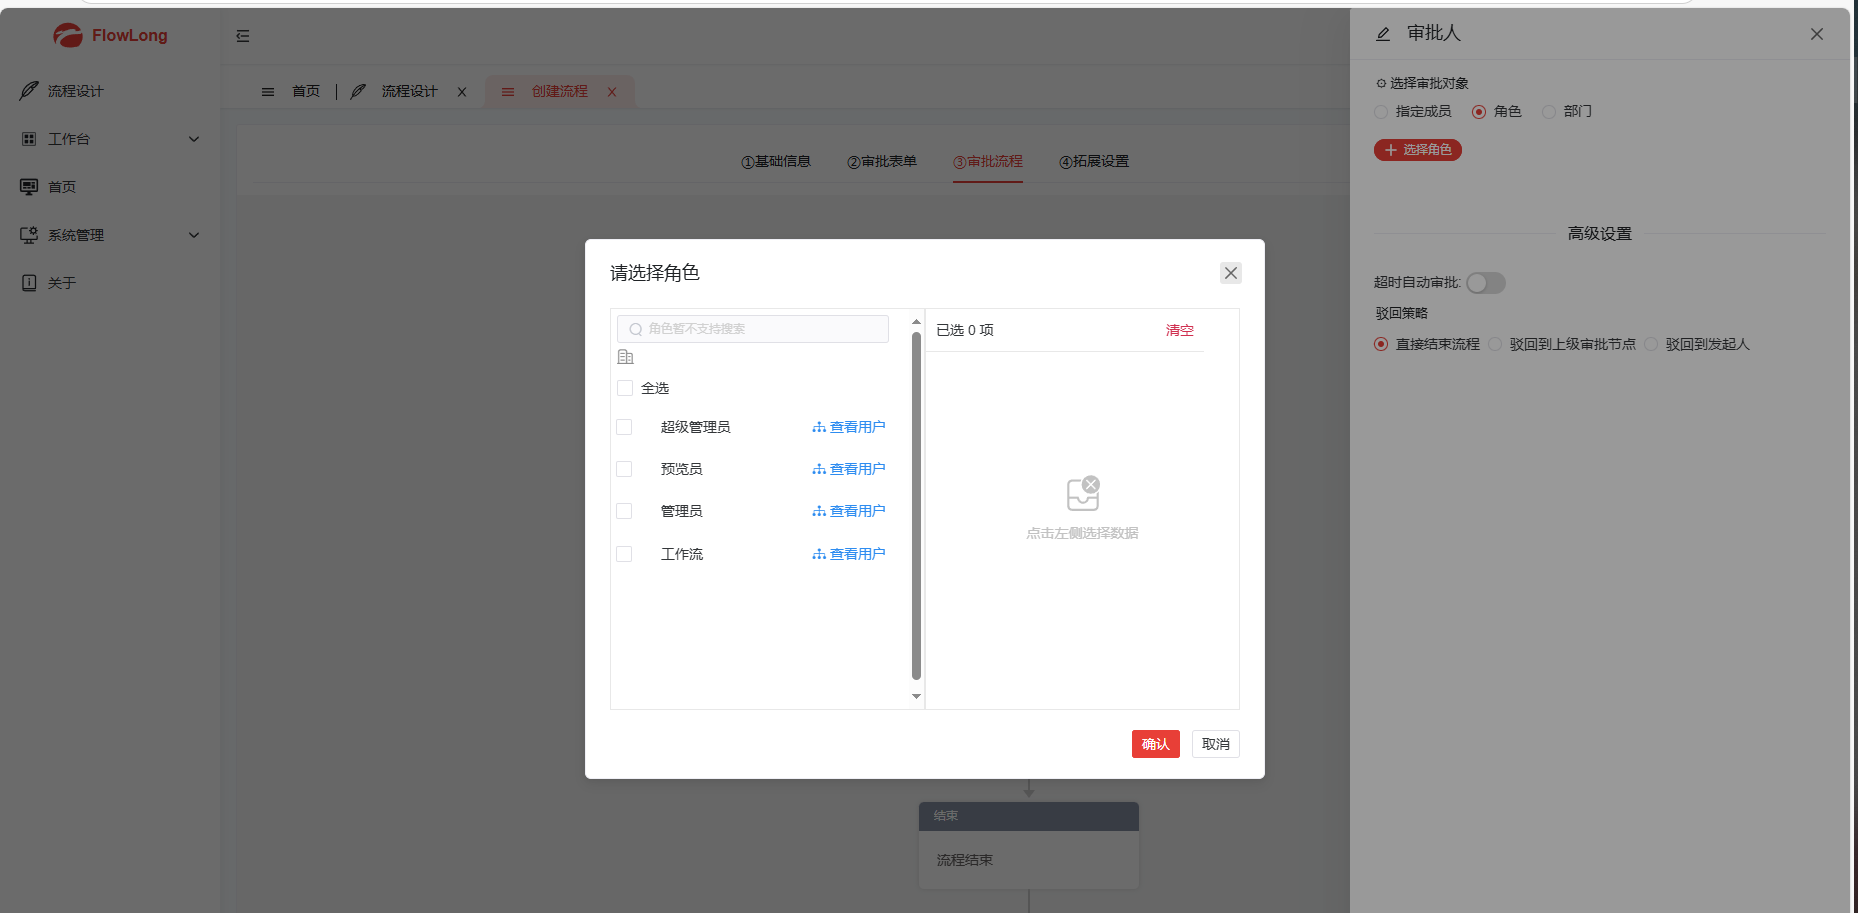 FlowLong
流程设计
工作台
首页
系统管理
关于
首页
流程设计
创建流程
①基础信息
②审批表单
③审批流程
④拓展设置
请选择角色
角色暂不支持搜索
全选
超级管理员 查看用户
预览员 查看用户
管理员 查看用户
工作流 查看用户
已选 0 项 清空
点击左侧选择数据
确认 取消
结束
流程结束
审批人
选择审批对象
指定成员 角色 部门
选择角色
高级设置
超时自动审批:
驳回策略
直接结束流程 驳回到上级审批节点 驳回到发起人